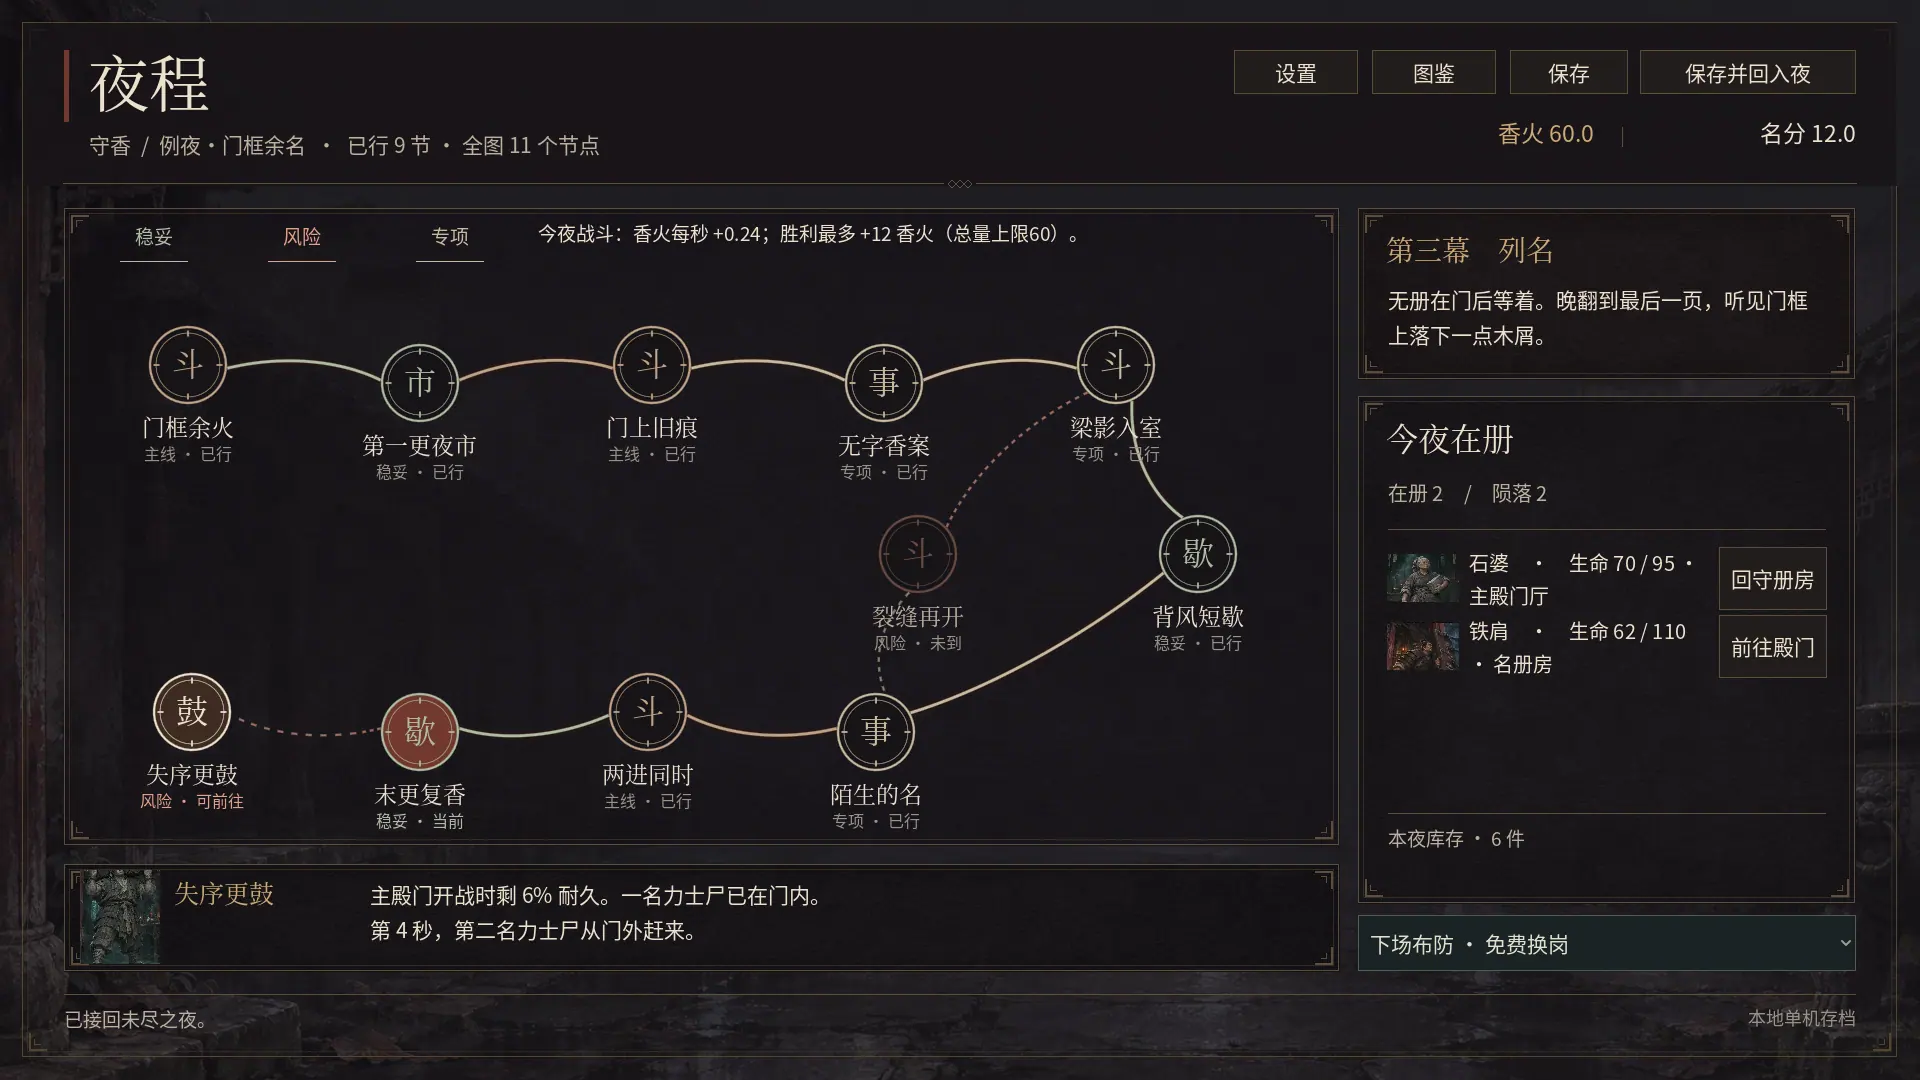 夜程
守香 / 例夜・门框余名 ・ 已行 9 节 ・ 全图 11 个节点
设置
图鉴
保存
保存并回入夜
香火 60.0
名分 12.0
稳妥
风险
专项
今夜战斗：香火每秒 +0.24；胜利最多 +12 香火（总量上限60）。
斗
门框余火
主线 ・ 已行
市
第一更夜市
稳妥 ・ 已行
斗
门上旧痕
主线 ・ 已行
事
无字香案
专项 ・ 已行
斗
梁影入室
专项 ・ 已行
斗
裂缝再开
风险 ・ 未到
歇
背风短歇
稳妥 ・ 已行
鼓
失序更鼓
风险 ・ 可前往
歇
末更复香
稳妥 ・ 当前
斗
两进同时
主线 ・ 已行
事
陌生的名
专项 ・ 已行
失序更鼓
主殿门开战时剩 6% 耐久。一名力士尸已在门内。
第 4 秒，第二名力士尸从门外赶来。
第三幕 列名
无册在门后等着。晚翻到最后一页，听见门框
上落下一点木屑。
今夜在册
在册 2 / 陨落 2
石婆 ・ 生命 70 / 95 ・
主殿门厅
回守册房
铁肩 ・ 生命 62 / 110
・ 名册房
前往殿门
本夜库存 ・ 6 件
下场布防 ・ 免费换岗
已接回未尽之夜。
本地单机存档